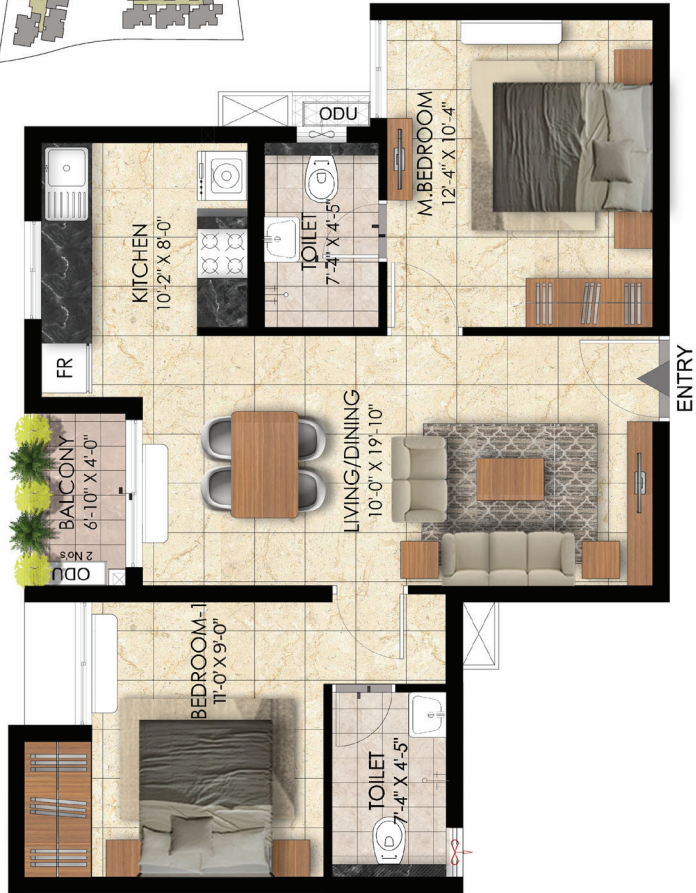 ODU
M.BEDROOM
12'-4" X 10'-4"
TOILET
7'-4" X 4'-5"
KITCHEN
10'-2" X 8'-0"
FR
ENTRY
LIVING/DINING
10'-0" X 19'-10"
BALCONY
6'-10" X 4'-0"
2 No's
ODU
BEDROOM-1
11'-0' X 9'-0"
TOILET
7'-4" X 4'-5"